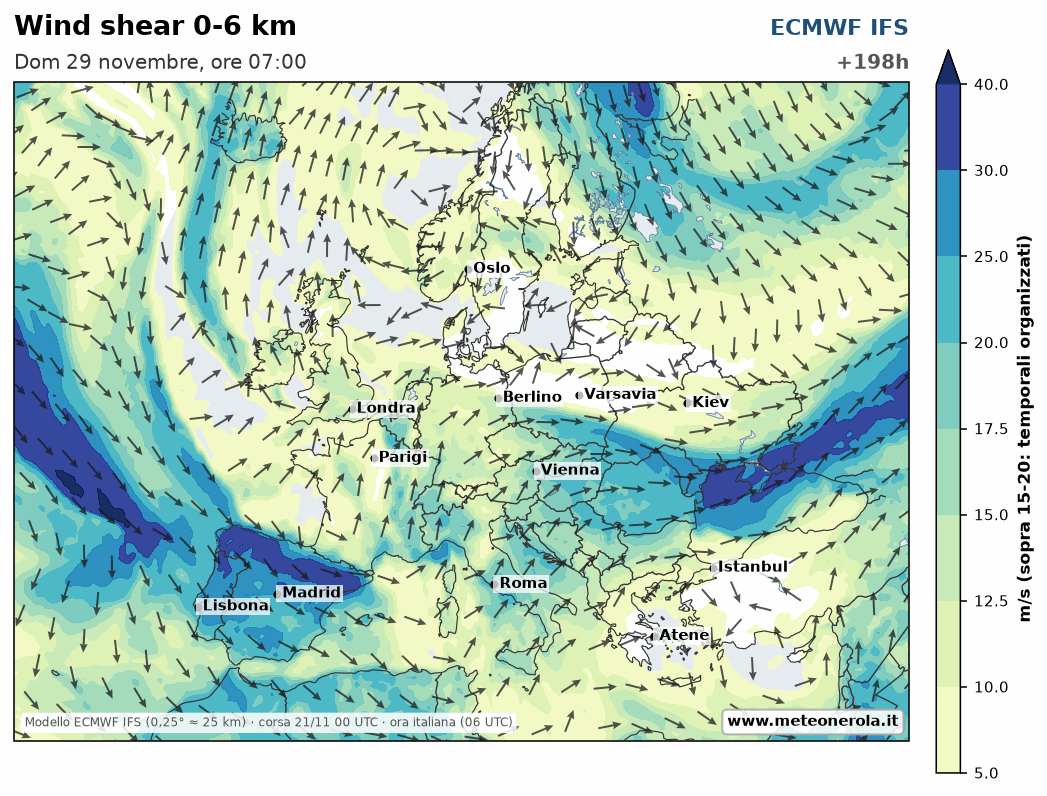 Wind shear 0-6 km
ECMWF IFS
Dom 29 novembre, ore 07:00
+198h
Oslo
Londra
Berlino
Varsavia
Kiev
Parigi
Vienna
Istanbul
Roma
Madrid
Lisbona
Atene
Modello ECMWF IFS (0,25° ≈ 25 km) · corsa 21/11 00 UTC · ora italiana (06 UTC)
www.meteonerola.it
40.0
30.0
25.0
20.0
17.5
15.0
12.5
10.0
5.0
m/s (sopra 15-20: temporali organizzati)